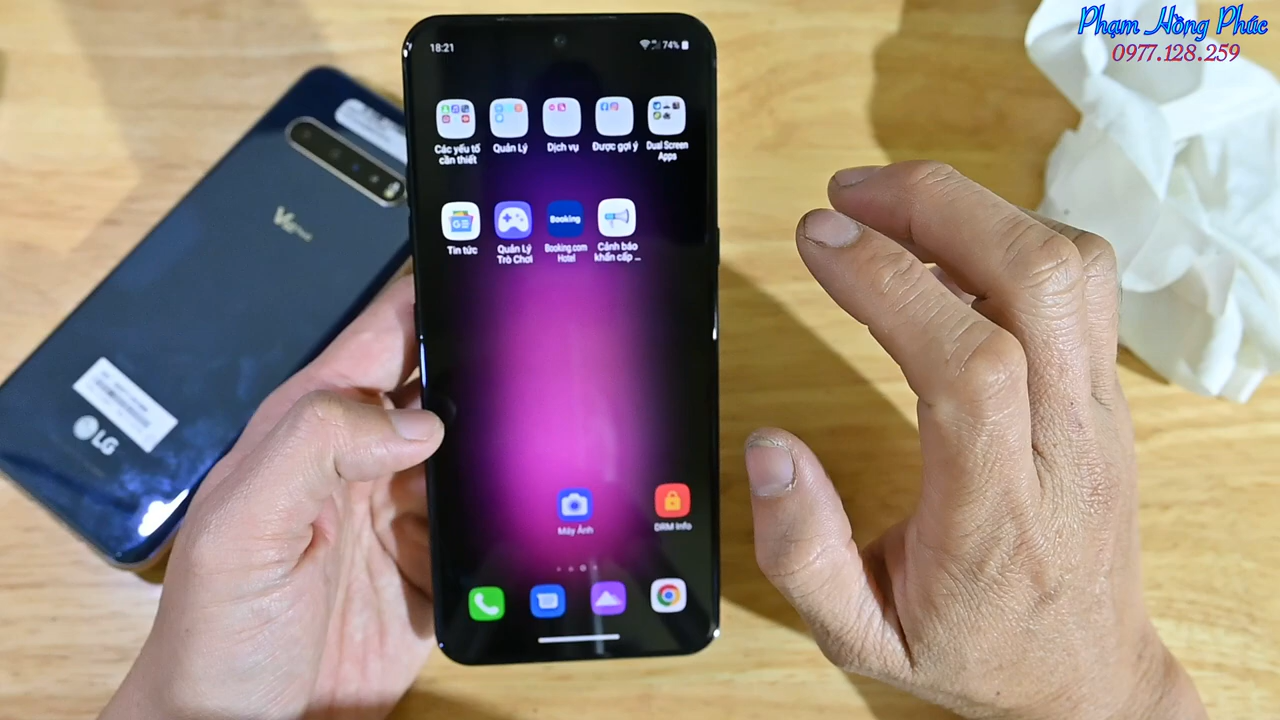 Phạm Hồng Phúc
0977.128.259
18:21
74%
Các yếu tố cần thiết
Quản Lý
Dịch vụ
Được gợi ý
Dual Screen Apps
GE
Booking
Tin tức
Quản Lý Trò Chơi
Booking.com Hotel
Cảnh báo khẩn cấp ...
Máy Ảnh
DRM Info
LG